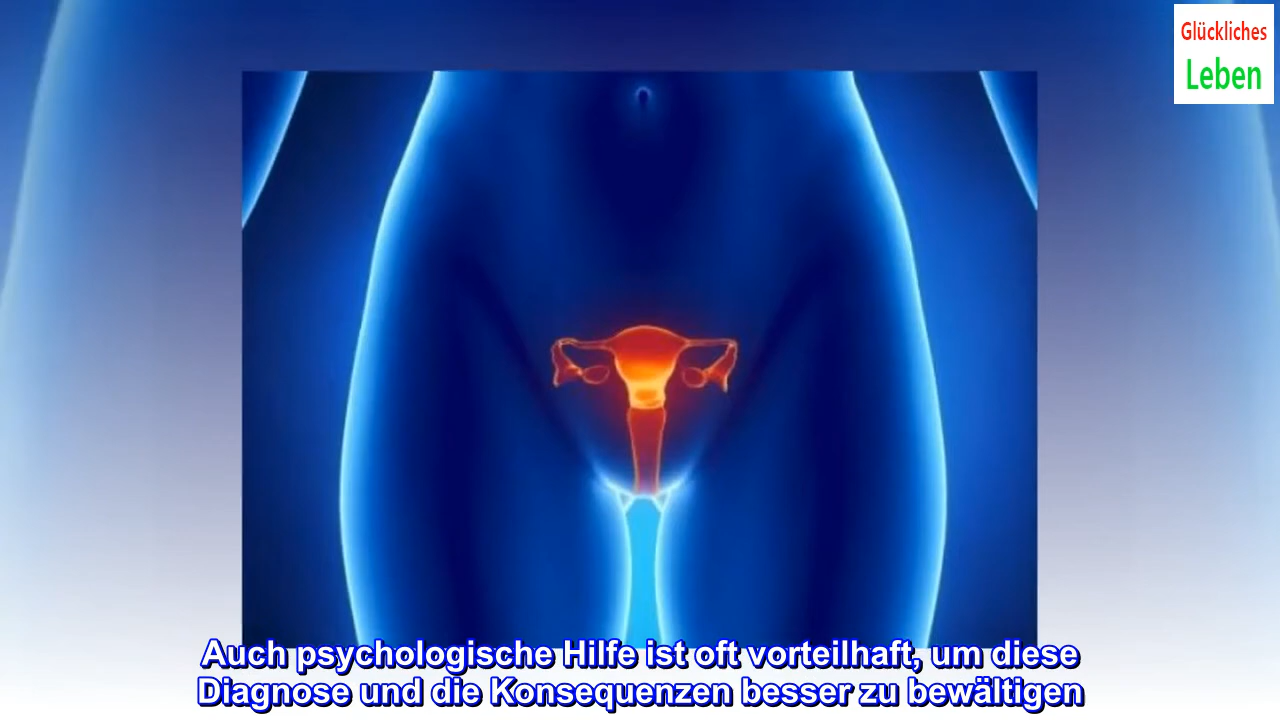 Glückliches
Leben
Auch psychologische Hilfe ist oft vorteilhaft, um diese
Diagnose und die Konsequenzen besser zu bewältigen